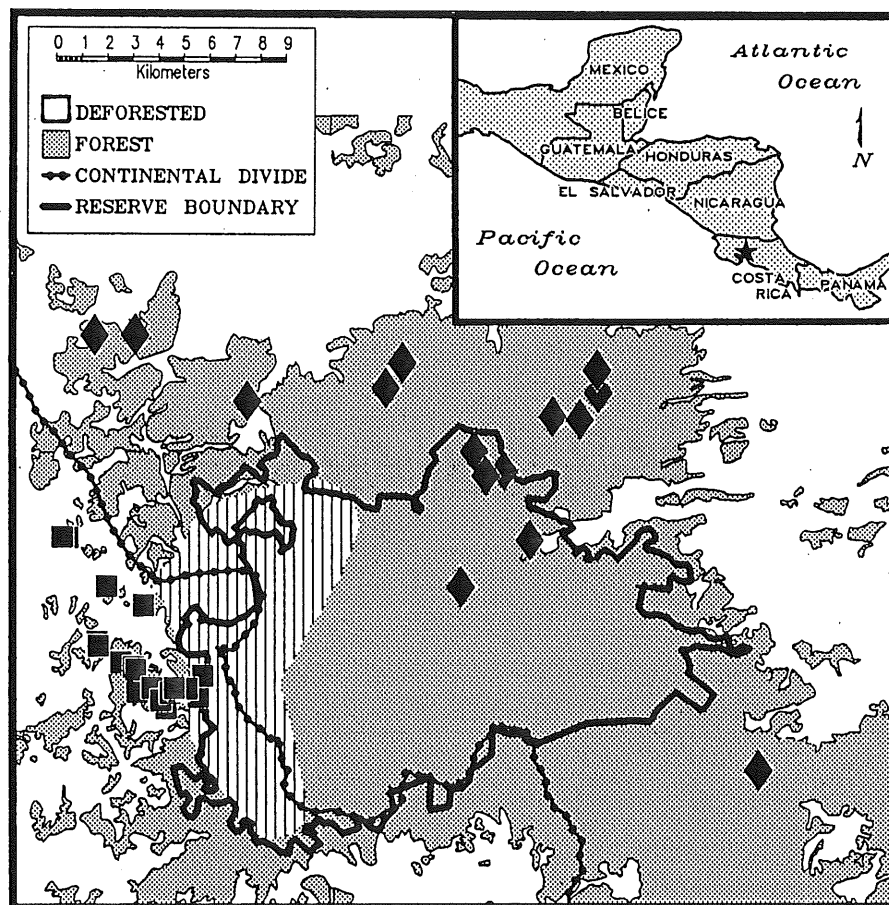 0 1 2 3 4 5 6 7 8 9
Kilometers
DEFORESTED
FOREST
CONTINENTAL DIVIDE
RESERVE BOUNDARY
Atlantic
Ocean
MEXICO
BELICE
GUATEMALA
HONDURAS
N
EL SALVADOR
NICARAGUA
Pacific
Ocean
COSTA
RICA
PANAMA